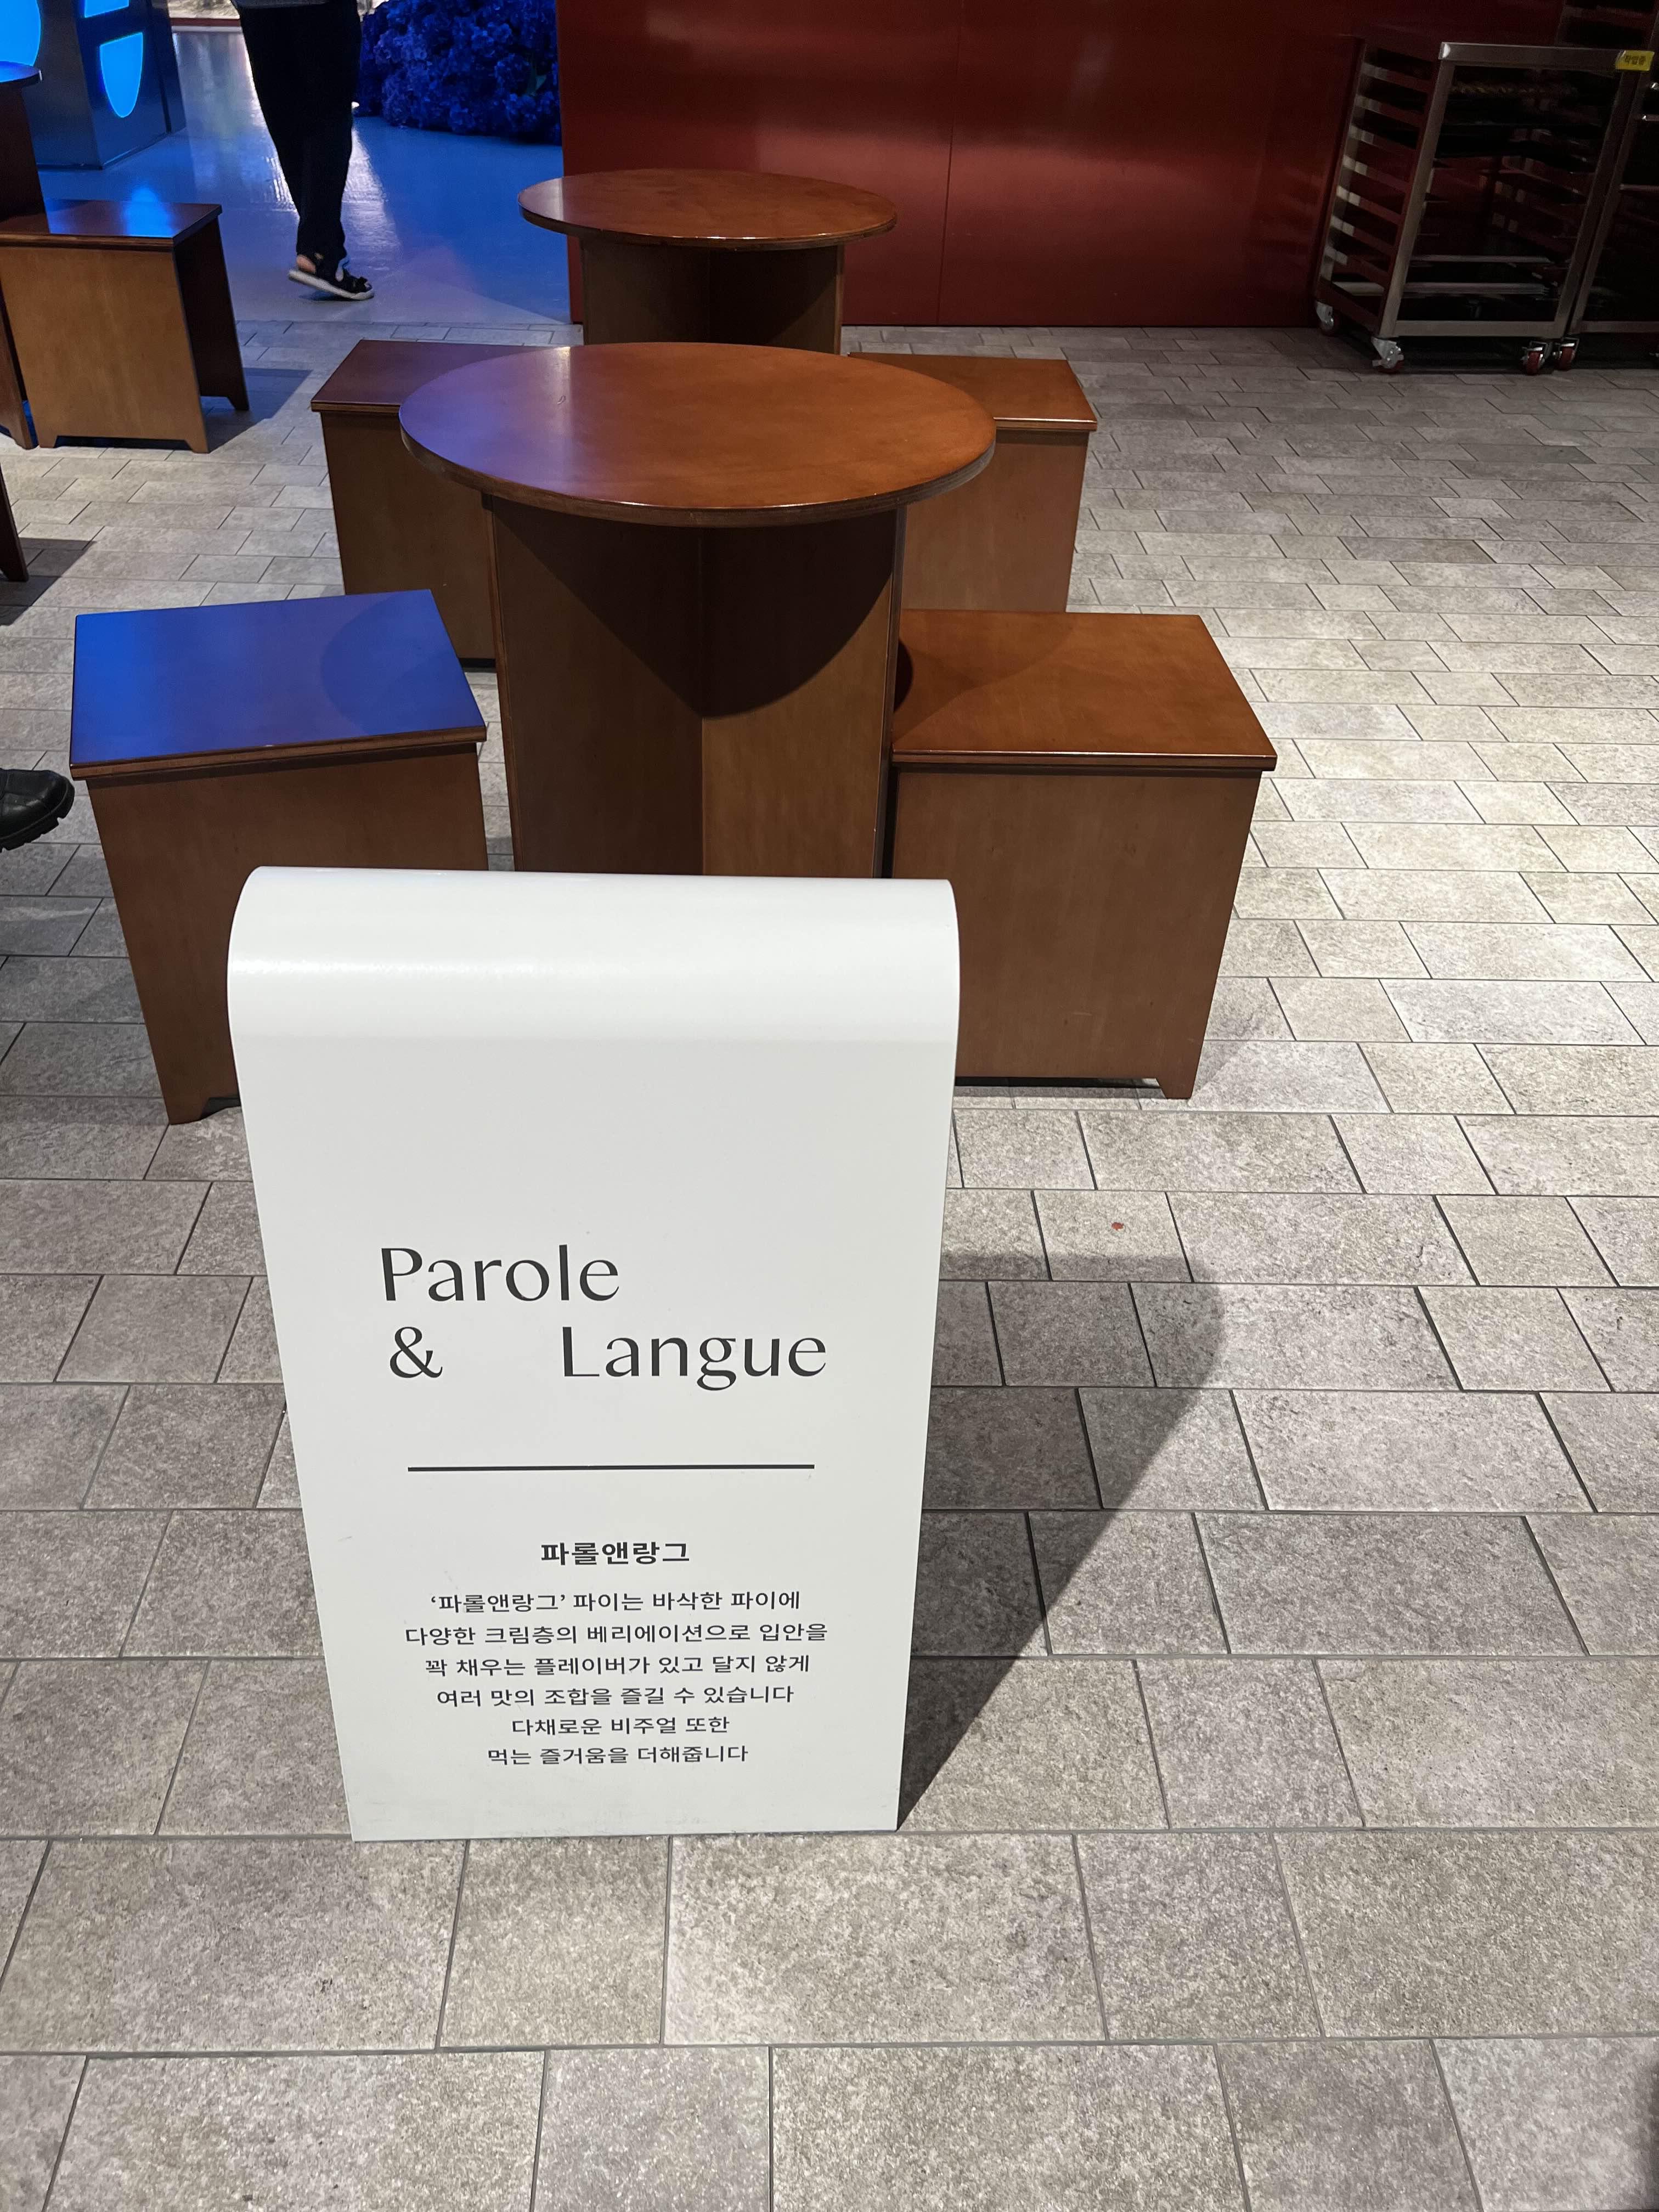 Parole
& Langue
파롤앤랑그
‘파롤앤랑그’ 파이는 바삭한 파이에
다양한 크림층의 베리에이션으로 입안을
꽉 채우는 플레이버가 있고 달지 않게
여러 맛의 조합을 즐길 수 있습니다
다채로운 비주얼 또한
먹는 즐거움을 더해줍니다